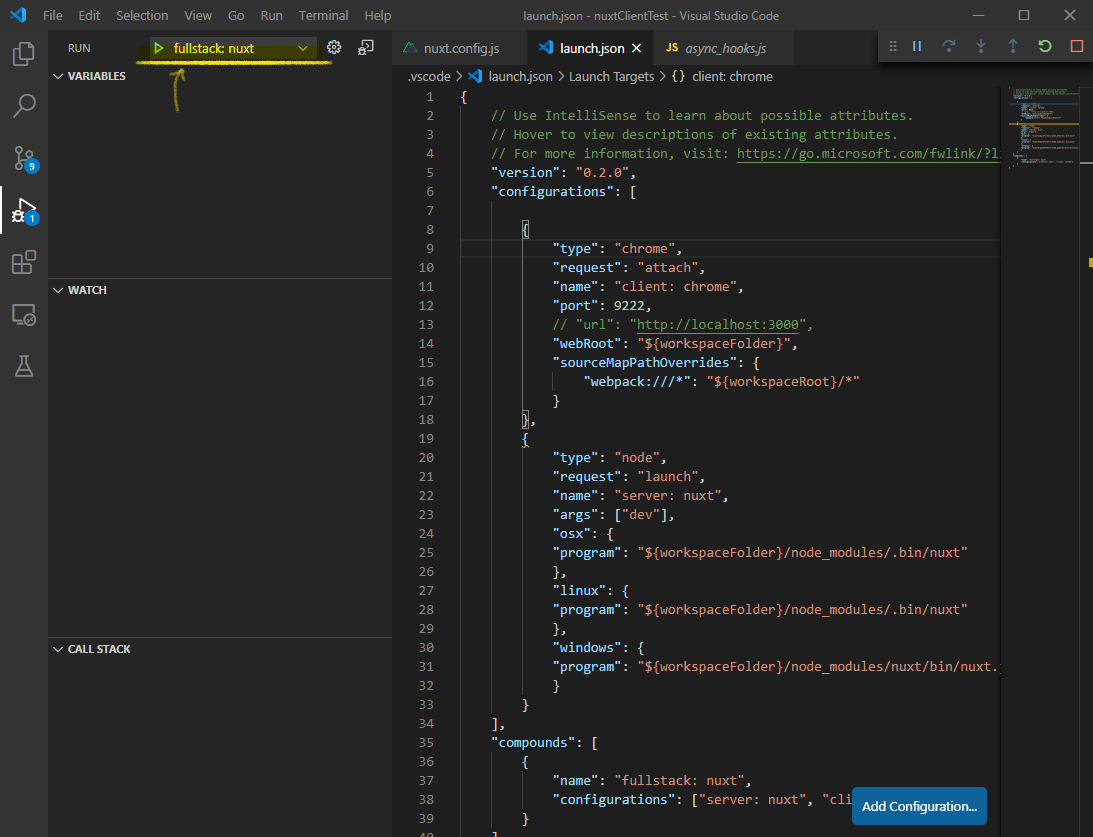 File Edit Selection View Go Run Terminal Help
launch.json - nuxtClientTest - Visual Studio Code
RUN
fullstack: nuxt
nuxt.config.js
launch.json
JS async_hooks.js
.vscode > launch.json > Launch Targets > {} client: chrome
VARIABLES
9
1
WATCH
CALL STACK
1 {
2 // Use IntelliSense to learn about possible attributes.
3 // Hover to view descriptions of existing attributes.
4 // For more information, visit: https://go.microsoft.com/fwlink/?li
5 "version": "0.2.0",
6 "configurations": [
7
8 {
9 "type": "chrome",
10 "request": "attach",
11 "name": "client: chrome",
12 "port": 9222,
13 // "url": "http://localhost:3000",
14 "webRoot": "${workspaceFolder}",
15 "sourceMapPathOverrides": {
16 "webpack:///*": "${workspaceRoot}/*"
17 }
18 },
19 {
20 "type": "node",
21 "request": "launch",
22 "name": "server: nuxt",
23 "args": ["dev"],
24 "osx": {
25 "program": "${workspaceFolder}/node_modules/.bin/nuxt"
26 },
27 "linux": {
28 "program": "${workspaceFolder}/node_modules/.bin/nuxt"
29 },
30 "windows": {
31 "program": "${workspaceFolder}/node_modules/nuxt/bin/nuxt.
32 }
33 }
34 ],
35 "compounds": [
36 {
37 "name": "fullstack: nuxt",
38 "configurations": ["server: nuxt", "cli
39 }
40 ]
Add Configuration...